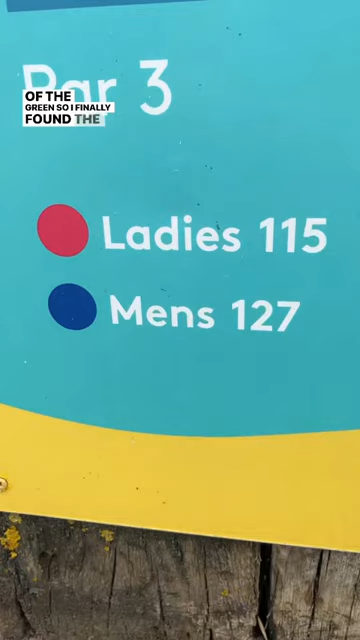 Par 3
OF THE
GREEN SO I FINALLY
FOUND THE
Ladies 115
Mens 127